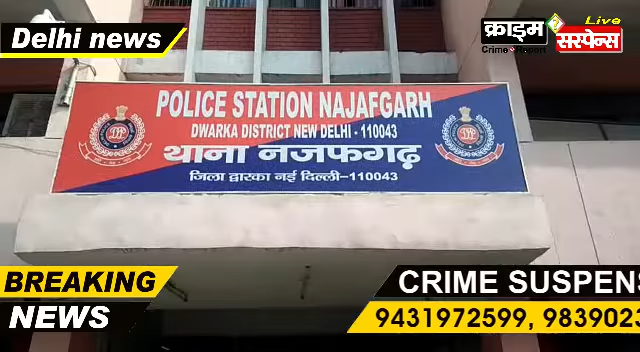 Delhi news
क्राइम ? Live
Crime Report सस्पेन्स
POLICE STATION NAJAFGARH
DWARKA DISTRICT NEW DELHI - 110043
थाना नजफगढ़
जिला द्वारका नई दिल्ली-110043
BREAKING
NEWS
CRIME SUSPENS
9431972599, 9839023